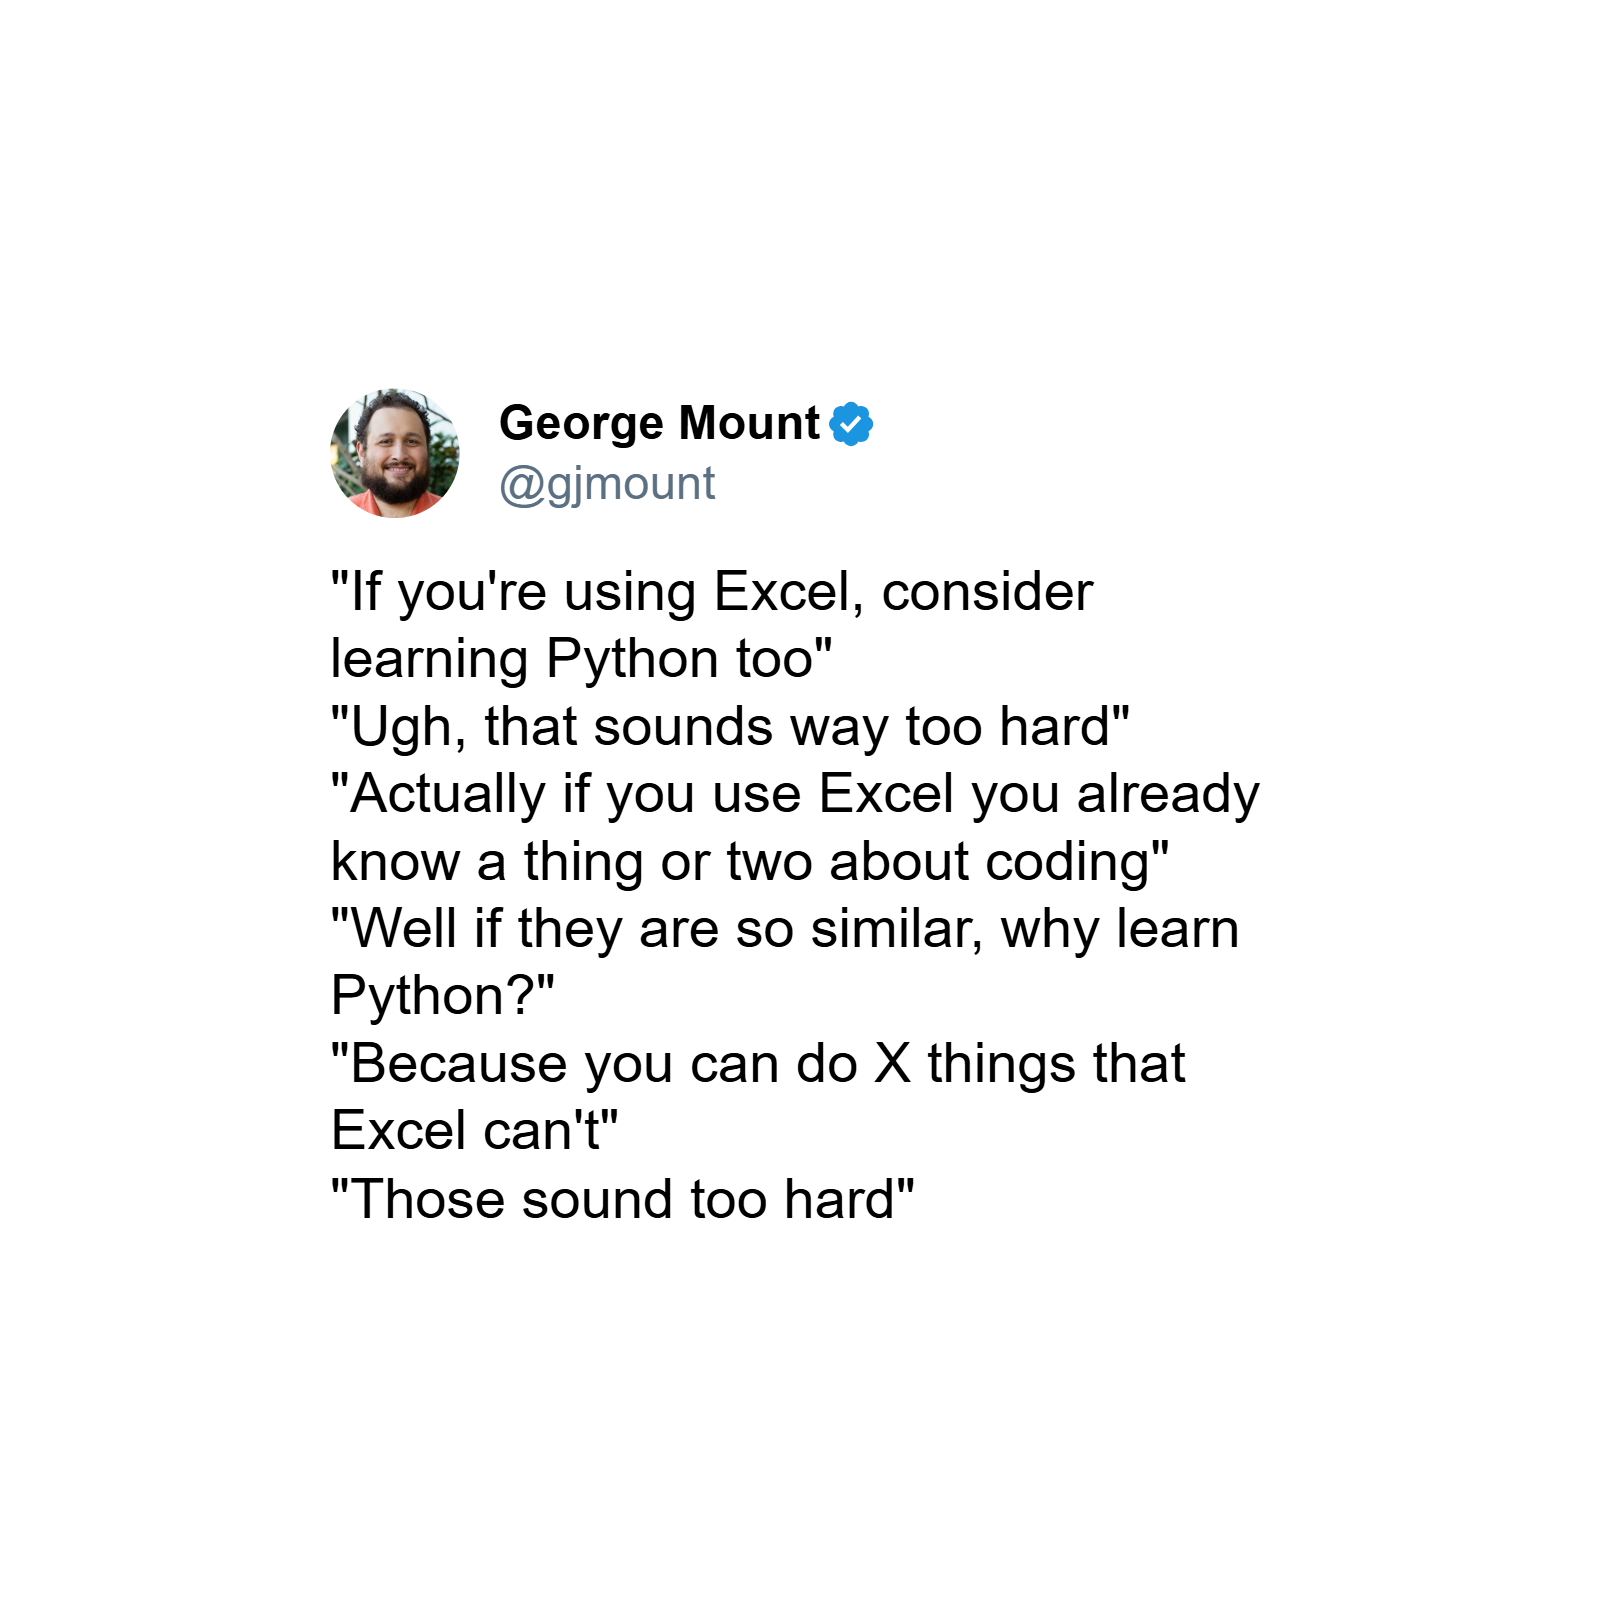 George Mount
@gjmount
"If you're using Excel, consider
learning Python too"
"Ugh, that sounds way too hard"
"Actually if you use Excel you already
know a thing or two about coding"
"Well if they are so similar, why learn
Python?"
"Because you can do X things that
Excel can't"
"Those sound too hard"